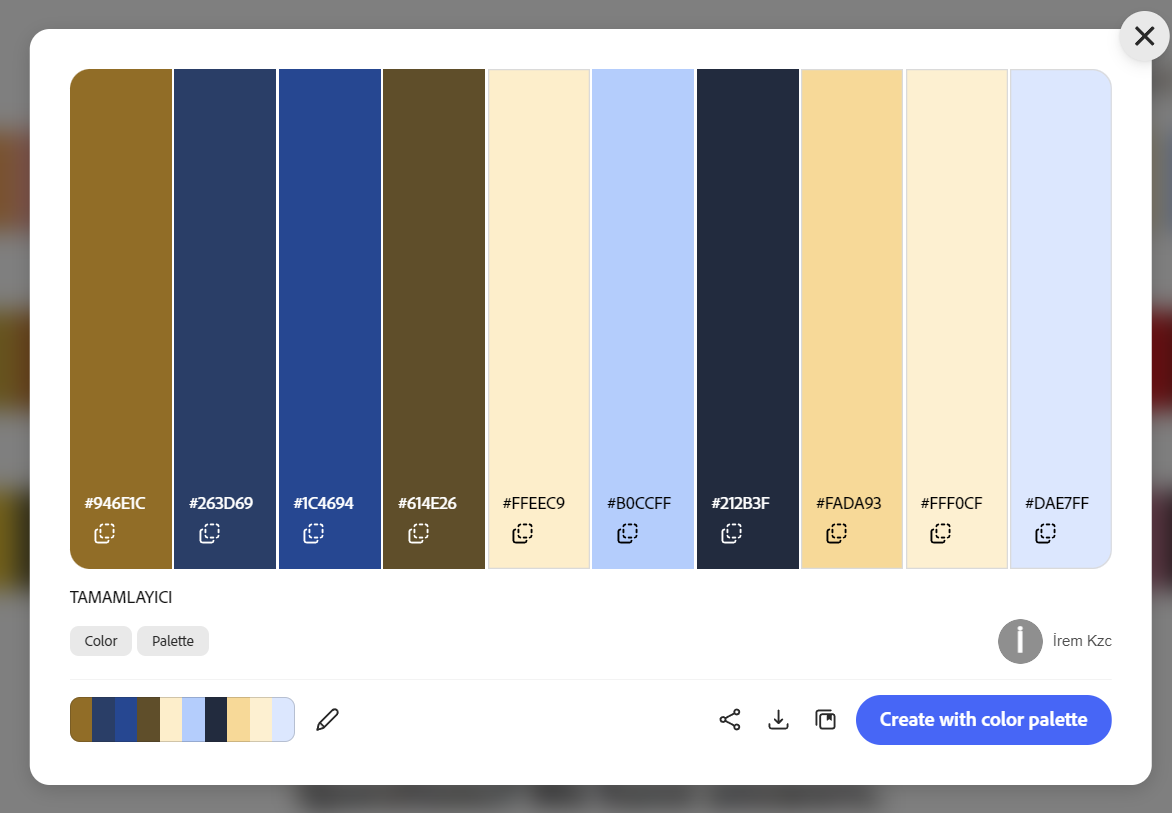 #946E1C #263D69 #1C4694 #614E26 #FFEEC9 #B0CCFF #212B3F #FADA93 #FFF0CF #DAE7FF
TAMAMLAYICI
Color Palette
İ İrem Kzc
Create with color palette